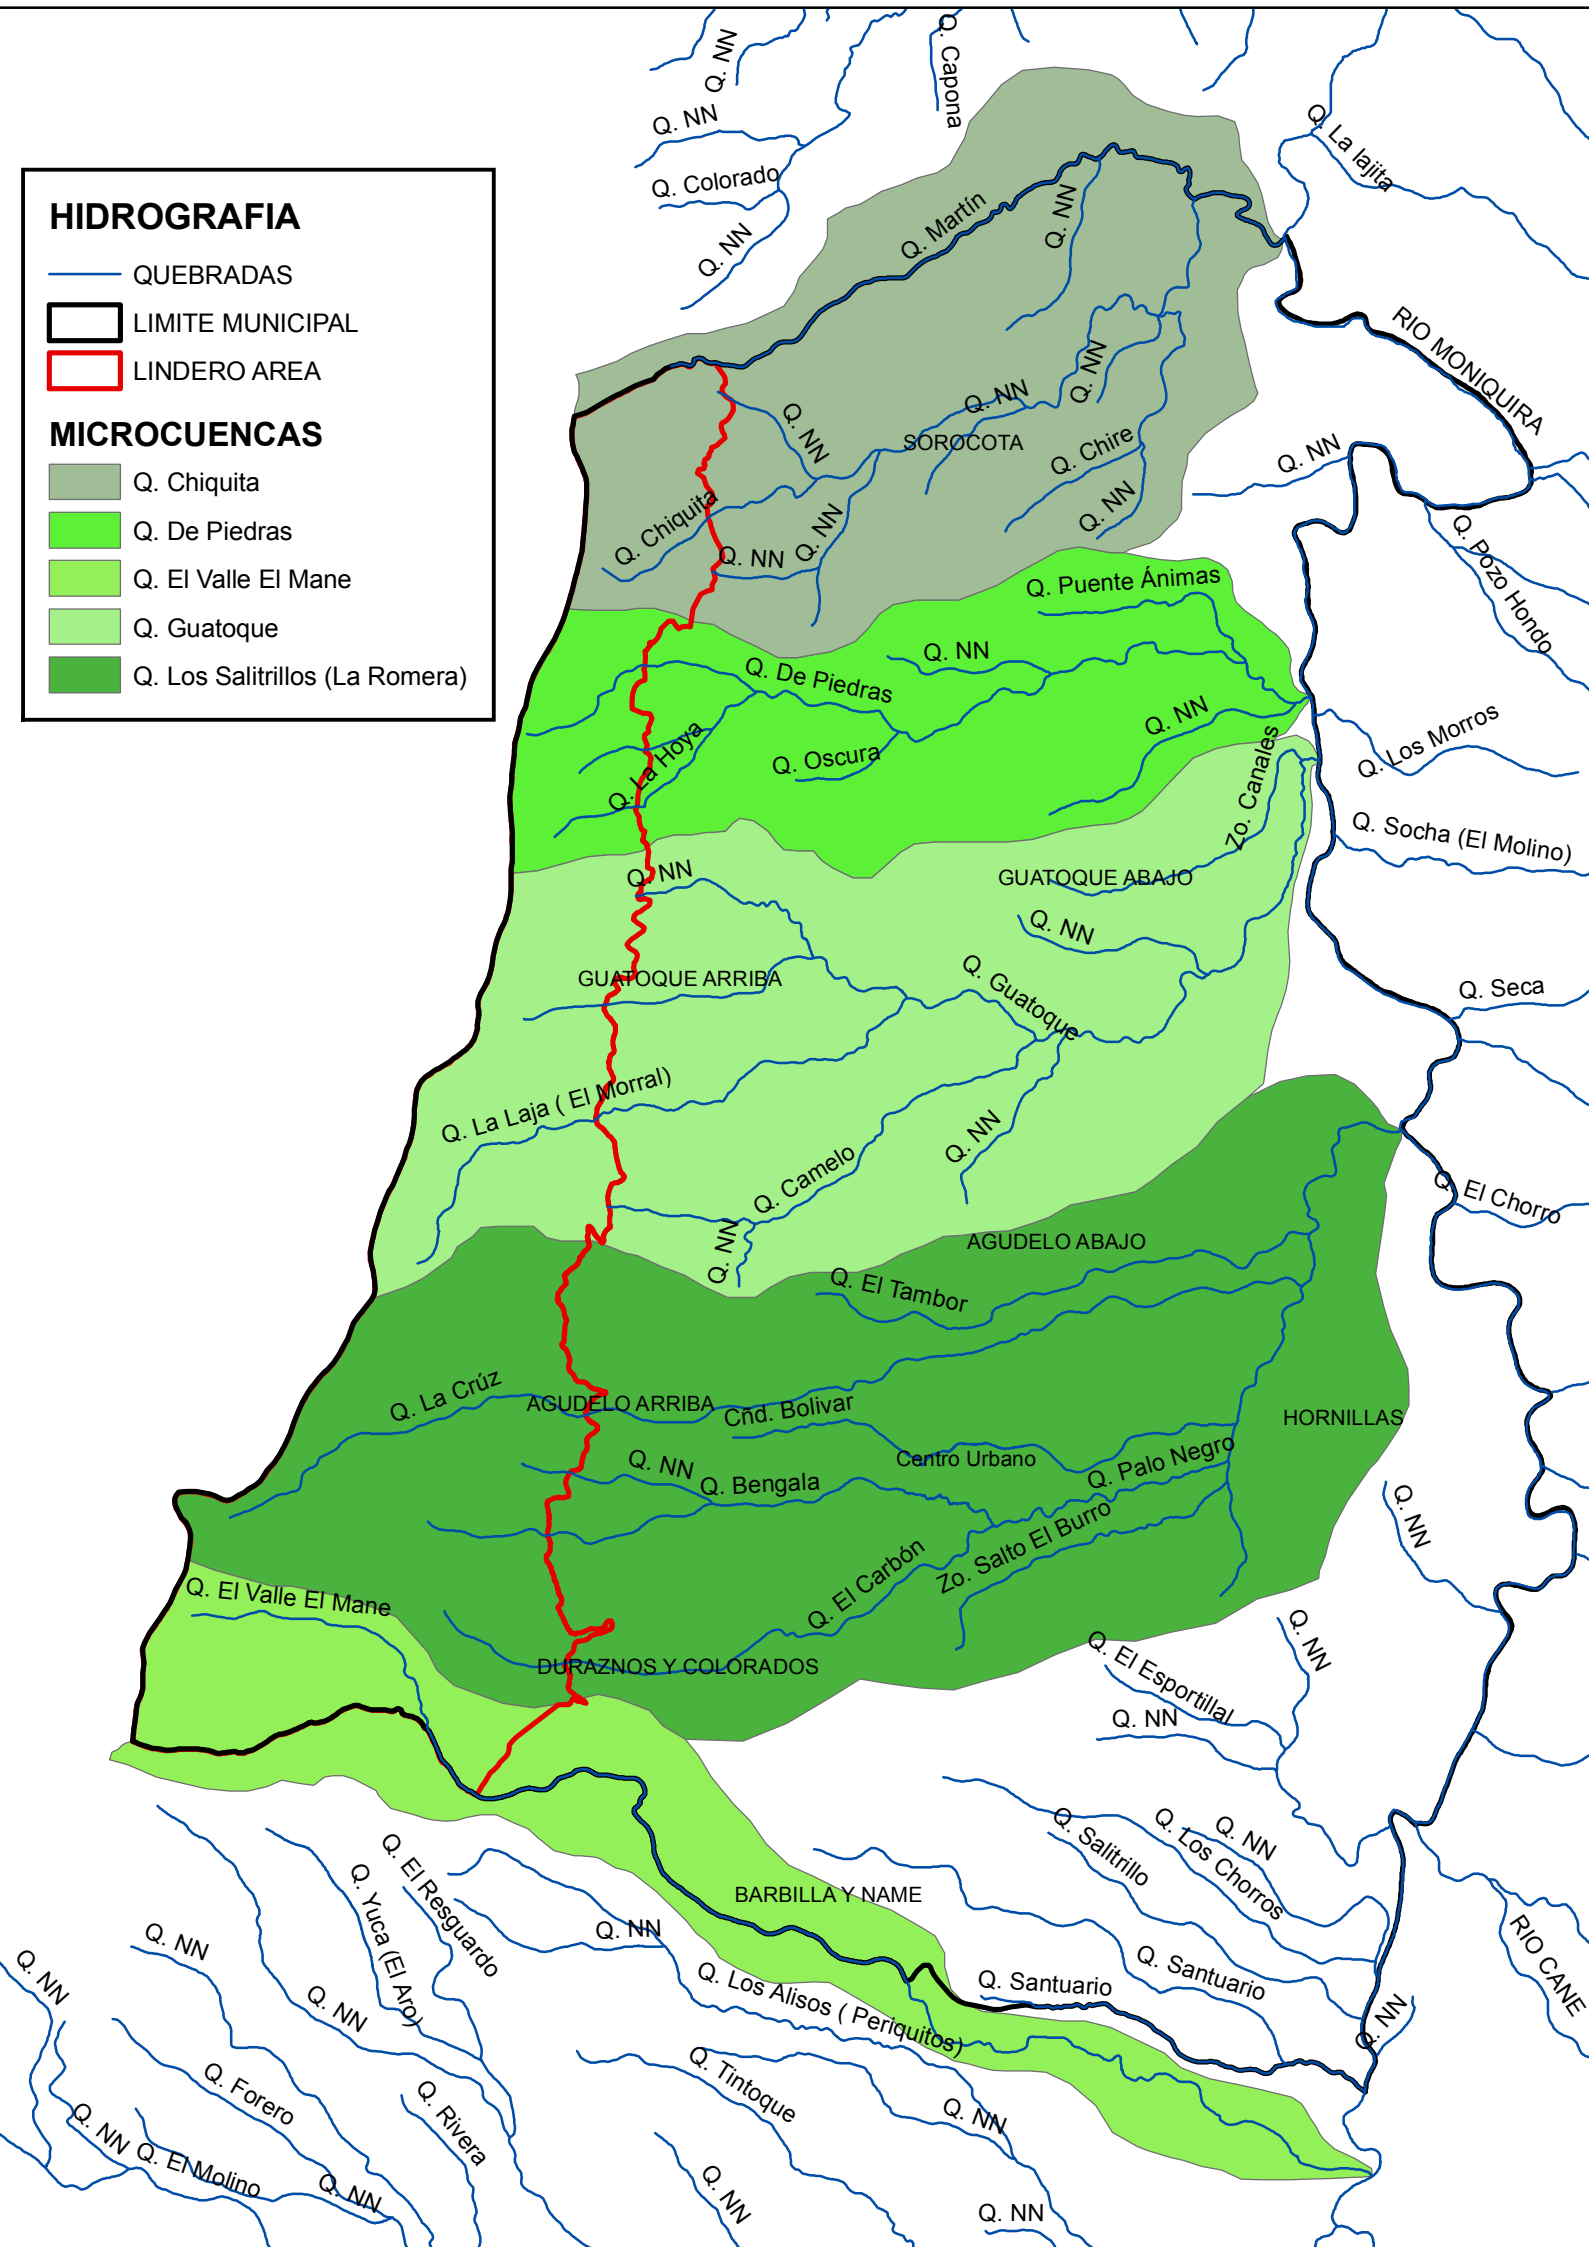 Q. NN
Q. Capona
Q. NN
Q. La lajita
Q. Colorado
Q. NN
Q. Martín
Q. NN
HIDROGRAFIA
QUEBRADAS
LIMITE MUNICIPAL
LINDERO AREA
MICROCUENCAS
Q. Chiquita
Q. De Piedras
Q. El Valle El Mane
Q. Guatoque
Q. Los Salitrillos (La Romera)
RIO MONIQUIRA
Q. NN
Q. NN
Q. NN
SOROCOTA
Q. Chire
Q. NN
Q. NN
Q. Chiquita
Q. NN
Q. NN
Q. Pozo Hondo
Q. Puente Ánimas
Q. NN
Q. De Piedras
Q. NN
Q. La Hoya
Q. Oscura
Zo. Canales
Q. Los Morros
Q. Socha (El Molino)
Q. NN
GUATOQUE ABAJO
Q. NN
GUATOQUE ARRIBA
Q. Guatoque
Q. Seca
Q. La Laja ( El Morral)
Q. NN
Q. Camelo
Q. NN
Q. El Chorro
AGUDELO ABAJO
Q. El Tambor
Q. La Crúz
AGUDELO ARRIBA
Cñd. Bolivar
HORNILLAS
Centro Urbano
Q. NN
Q. Bengala
Q. Palo Negro
Q. NN
Zo. Salto El Burro
Q. El Carbón
Q. El Valle El Mane
DURAZNOS Y COLORADOS
Q. NN
Q. El Esportillal
Q. NN
Q. Salitrillo
Q. Los Chorros
Q. NN
Q. El Resguardo
Q. Yuca (El Aro)
BARBILLA Y NAME
Q. NN
Q. NN
Q. NN
Q. NN
Q. Los Alisos ( Periquitos)
Q. Santuario
Q. Santuario
RIO CANE
Q. NN
Q. Forero
Q. Rivera
Q. Tintoque
Q. NN
Q. NN
Q. El Molino
Q. NN
Q. NN
Q. NN